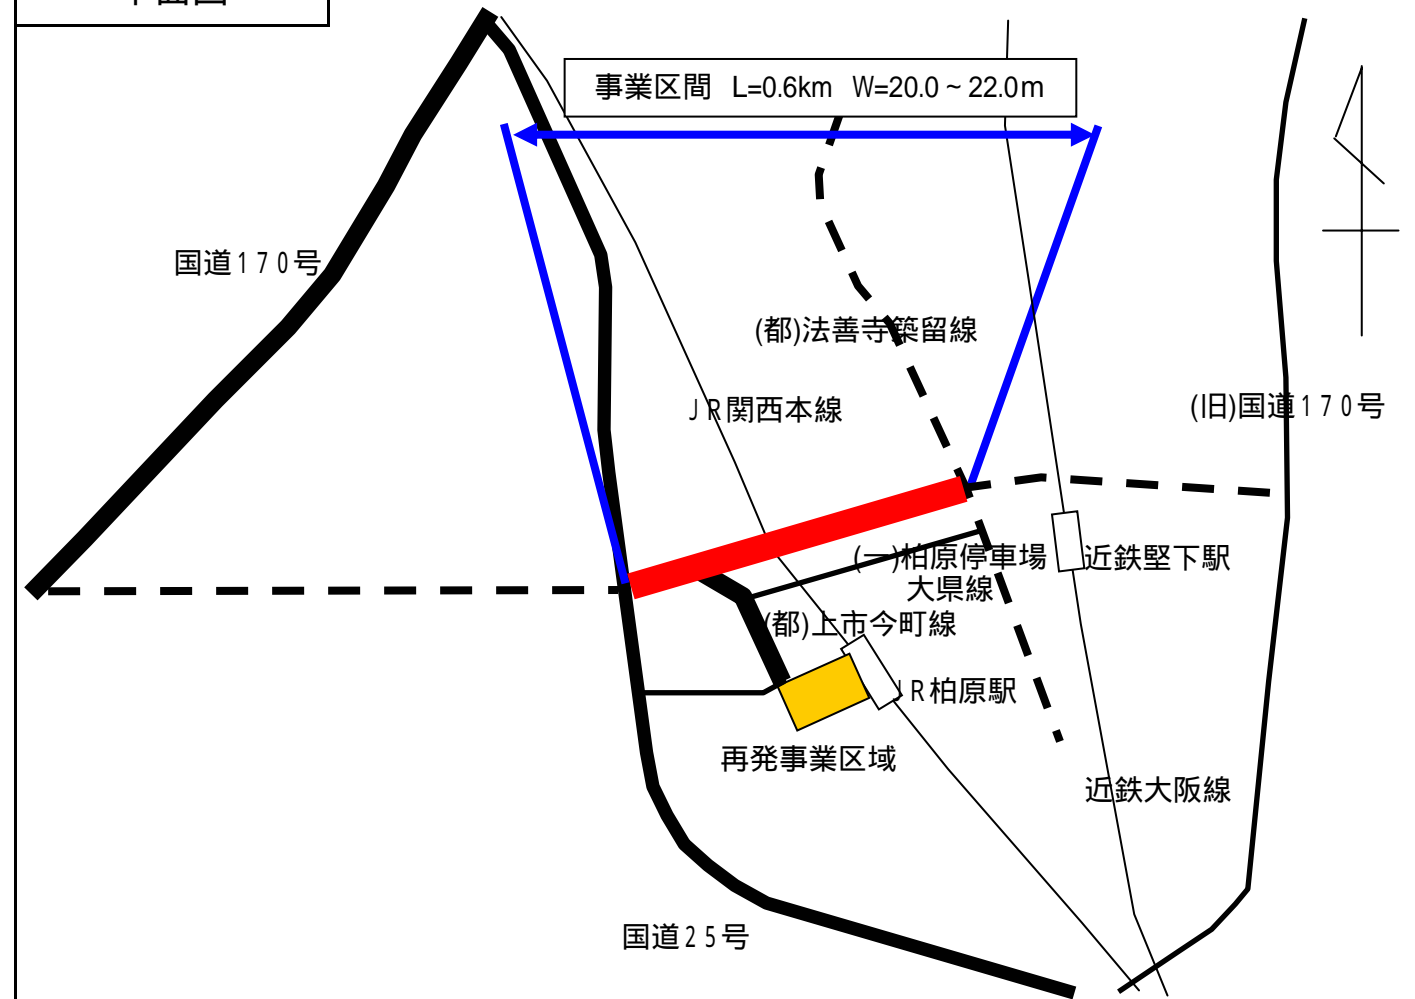 事業区間 L=0.6km W=20.0 ~ 22.0m
国道170号
(都)法善寺築留線
JR関西本線
(旧)国道170号
(一)柏原停車場
大県線
近鉄堅下駅
(都)上市今町線
JR柏原駅
再発事業区域
近鉄大阪線
国道25号